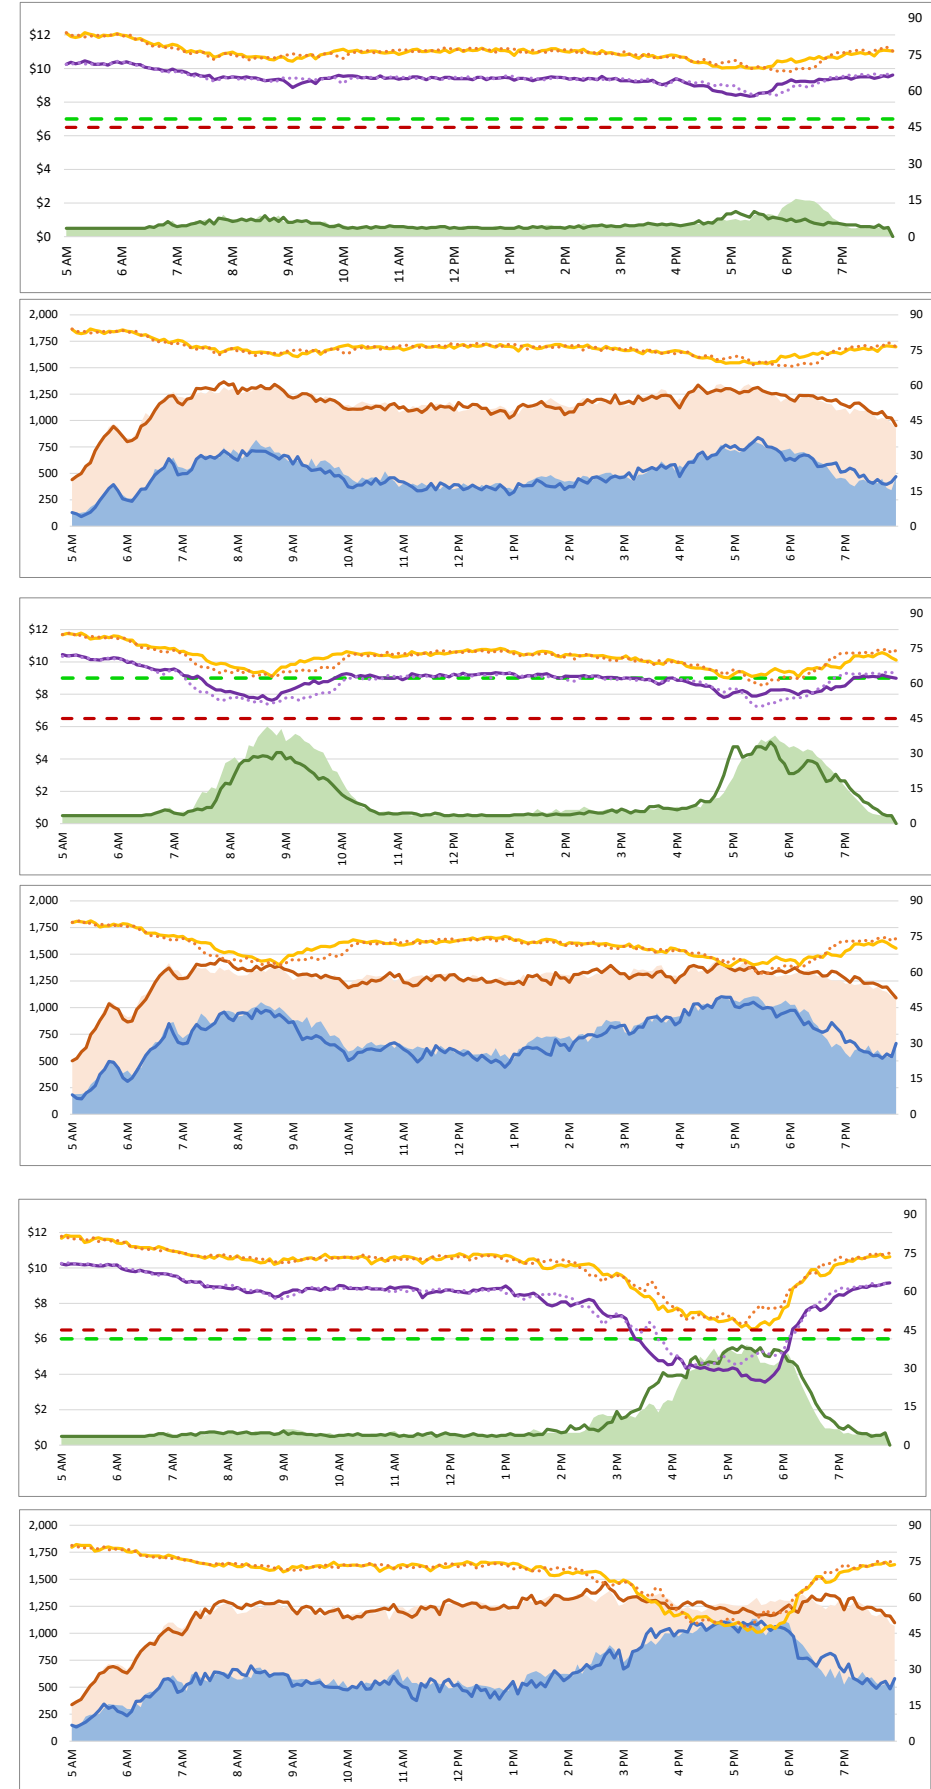 90
$12
75
$10
$8
60
$6
45
$4
30
$2
15
$0
0
5 AM
6 AM
7 AM
8 AM
9 AM
10 AM
11 AM
12 PM
1 PM
2 PM
3 PM
4 PM
5 PM
6 PM
7 PM
2,000
90
1,750
75
1,500
60
1,250
1,000
45
750
30
500
15
250
0
0
5 AM
6 AM
7 AM
8 AM
9 AM
10 AM
11 AM
12 PM
1 PM
2 PM
3 PM
4 PM
5 PM
6 PM
7 PM
90
$12
75
$10
60
$8
45
$6
$4
30
$2
15
$0
0
5 AM
6 AM
7 AM
8 AM
9 AM
10 AM
11 AM
12 PM
1 PM
2 PM
3 PM
4 PM
5 PM
6 PM
7 PM
2,000
90
1,750
75
1,500
60
1,250
1,000
45
750
30
500
15
250
0
0
5 AM
6 AM
7 AM
8 AM
9 AM
10 AM
11 AM
12 PM
1 PM
2 PM
3 PM
4 PM
5 PM
6 PM
7 PM
90
$12
75
$10
60
$8
45
$6
$4
30
$2
15
$0
0
5 AM
6 AM
7 AM
8 AM
9 AM
10 AM
11 AM
12 PM
1 PM
2 PM
3 PM
4 PM
5 PM
6 PM
7 PM
2,000
90
1,750
75
1,500
60
1,250
1,000
45
750
30
500
15
250
0
0
5 AM
6 AM
7 AM
8 AM
9 AM
10 AM
11 AM
12 PM
1 PM
2 PM
3 PM
4 PM
5 PM
6 PM
7 PM